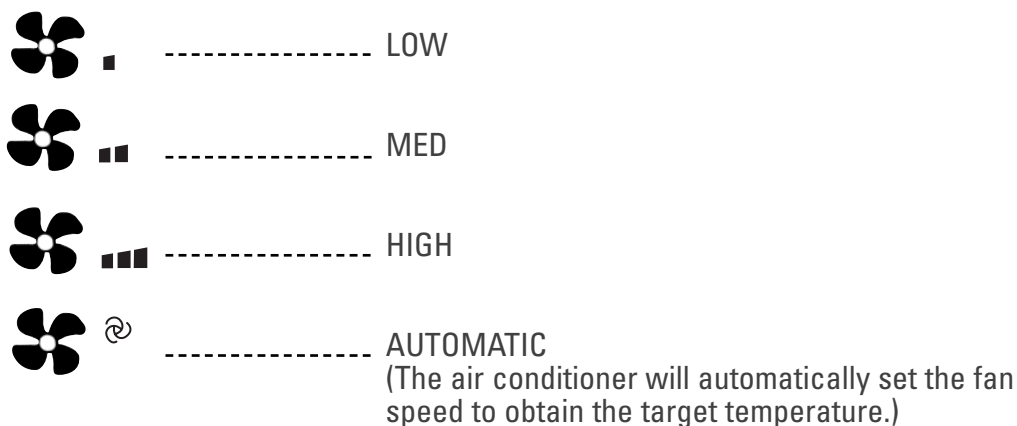 LOW
MED
HIGH
AUTOMATIC
(The air conditioner will automatically set the fan
speed to obtain the target temperature.)